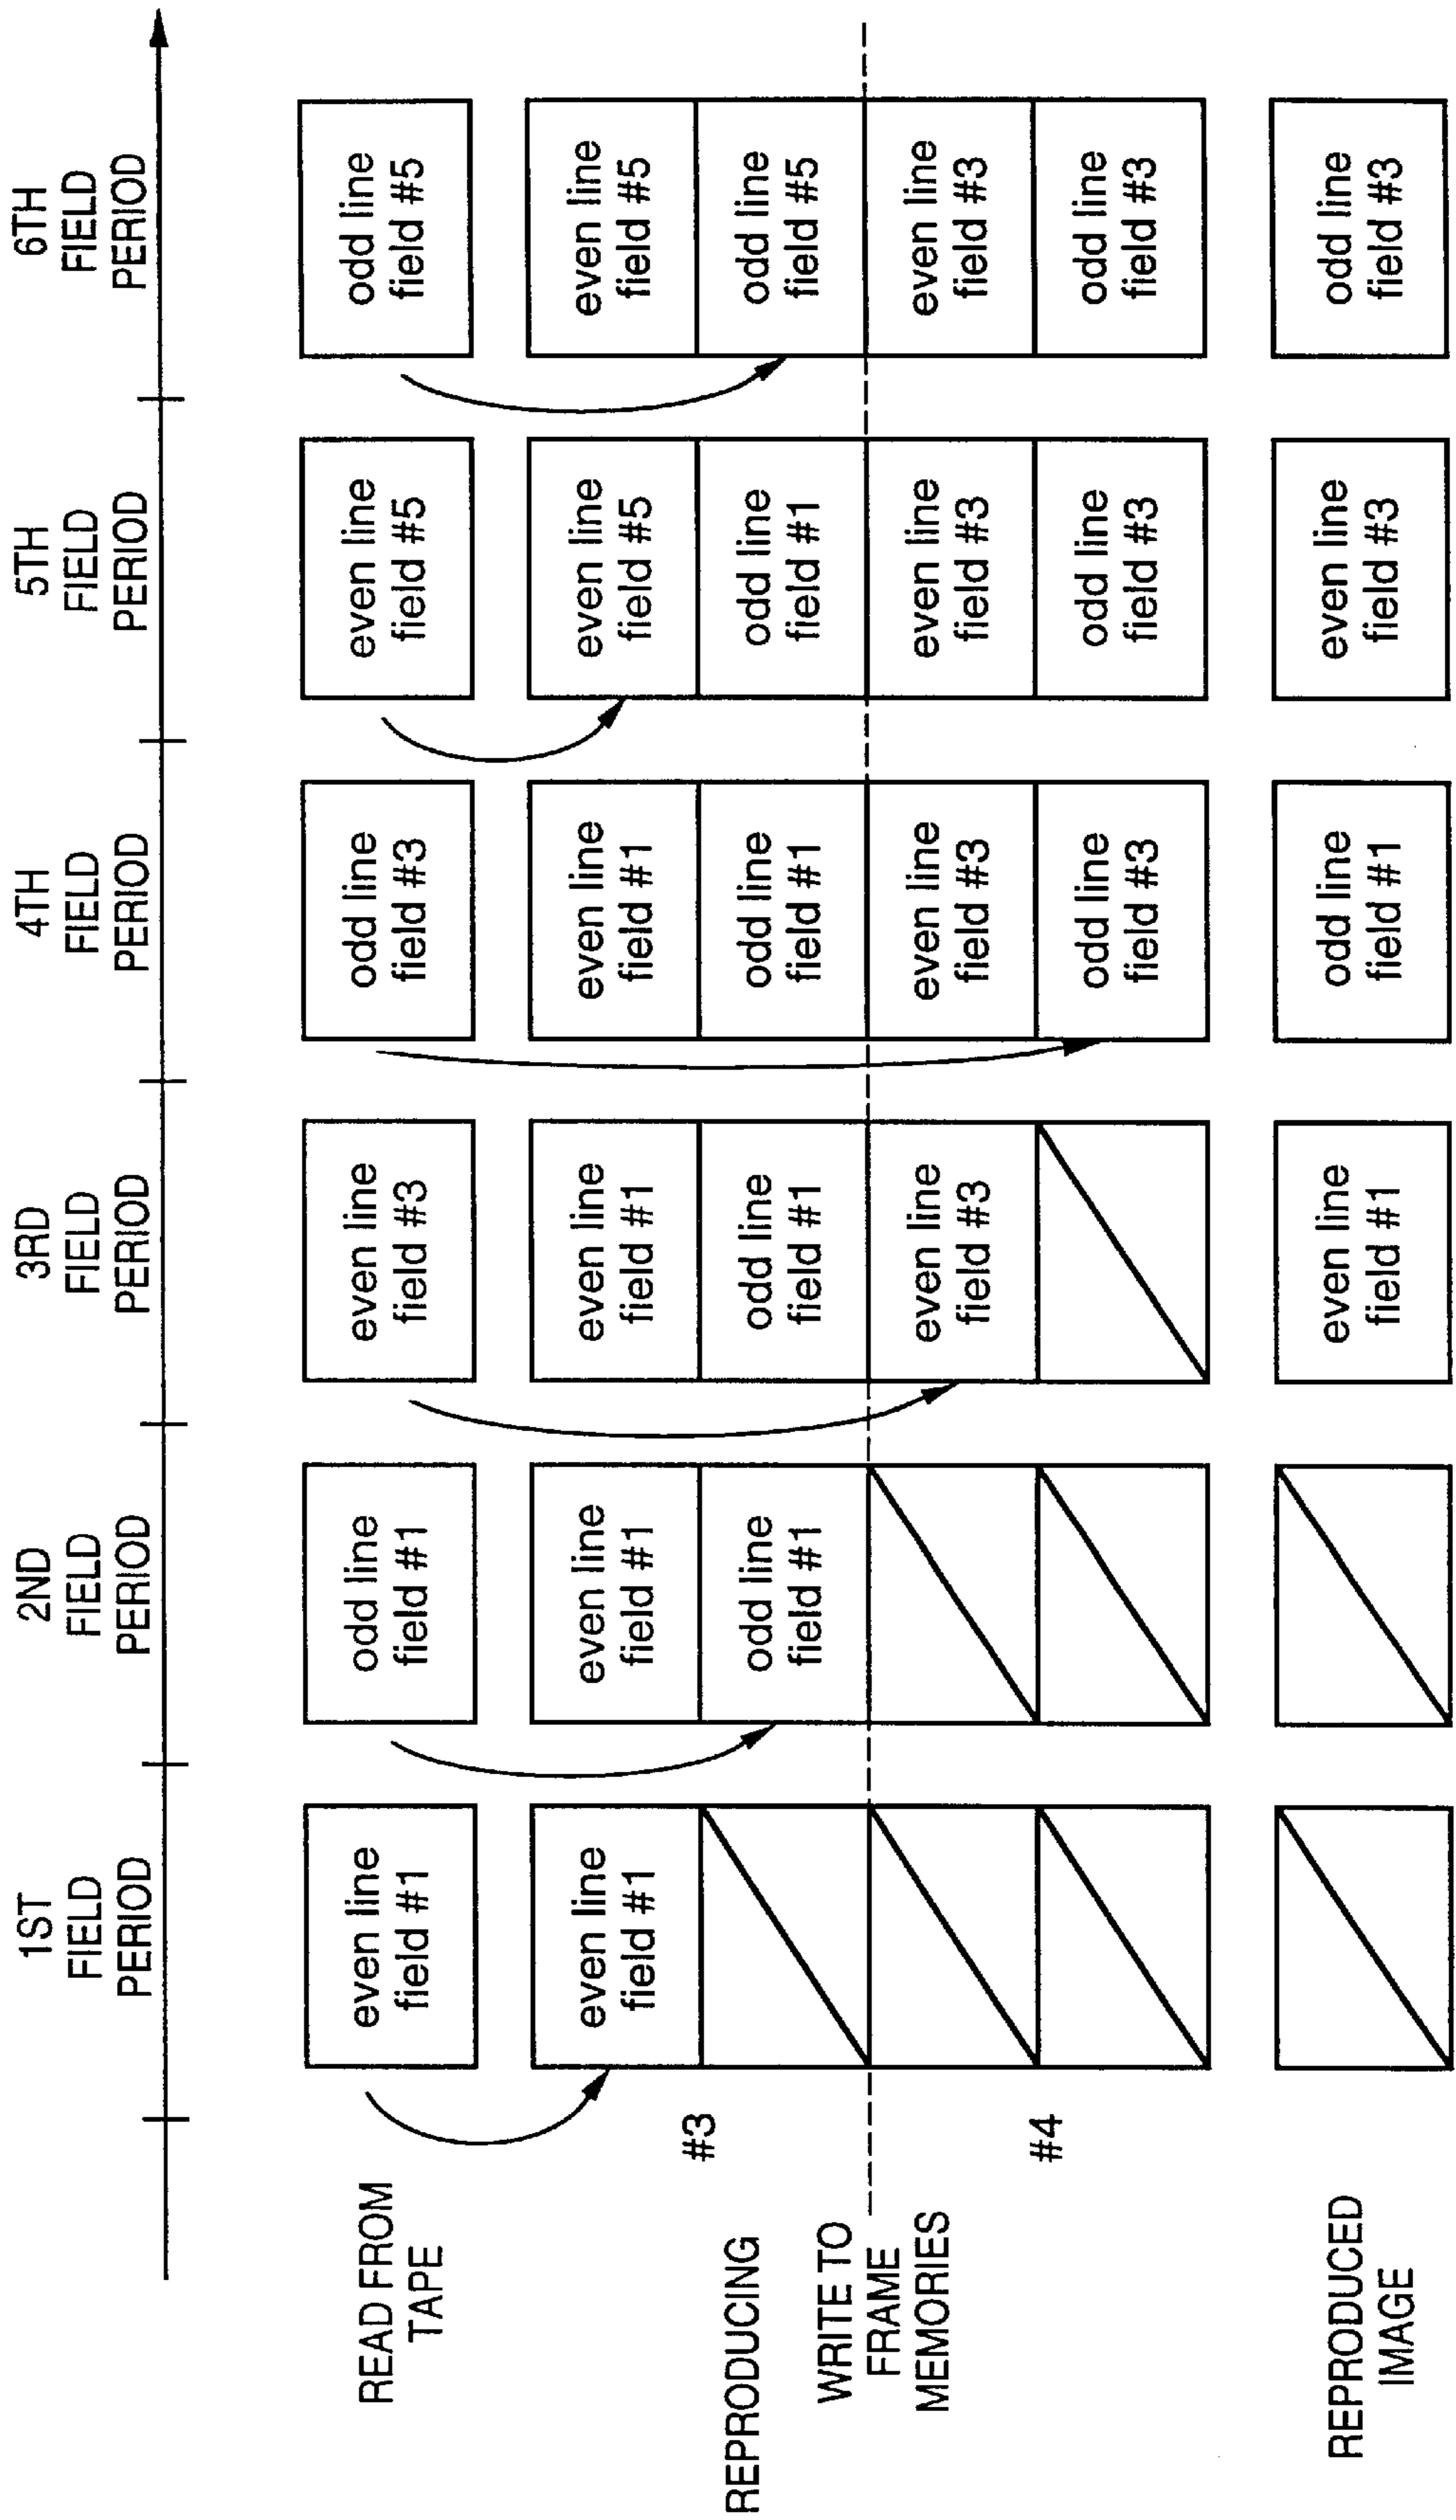 1ST
FIELD
PERIOD
2ND
FIELD
PERIOD
3RD
FIELD
PERIOD
4TH
FIELD
PERIOD
5TH
FIELD
PERIOD
6TH
FIELD
PERIOD
READ FROM
TAPE
even line
field #1
odd line
field #1
even line
field #3
odd line
field #3
even line
field #5
odd line
field #5
REPRODUCING
WRITE TO
FRAME
MEMORIES
#3
even line
field #1
even line
field #1
even line
field #1
even line
field #1
even line
field #5
even line
field #5
odd line
field #1
odd line
field #1
odd line
field #1
odd line
field #1
odd line
field #5
#4
even line
field #3
even line
field #3
even line
field #3
even line
field #3
odd line
field #3
odd line
field #3
odd line
field #3
REPRODUCED
IMAGE
even line
field #1
odd line
field #1
even line
field #3
odd line
field #3